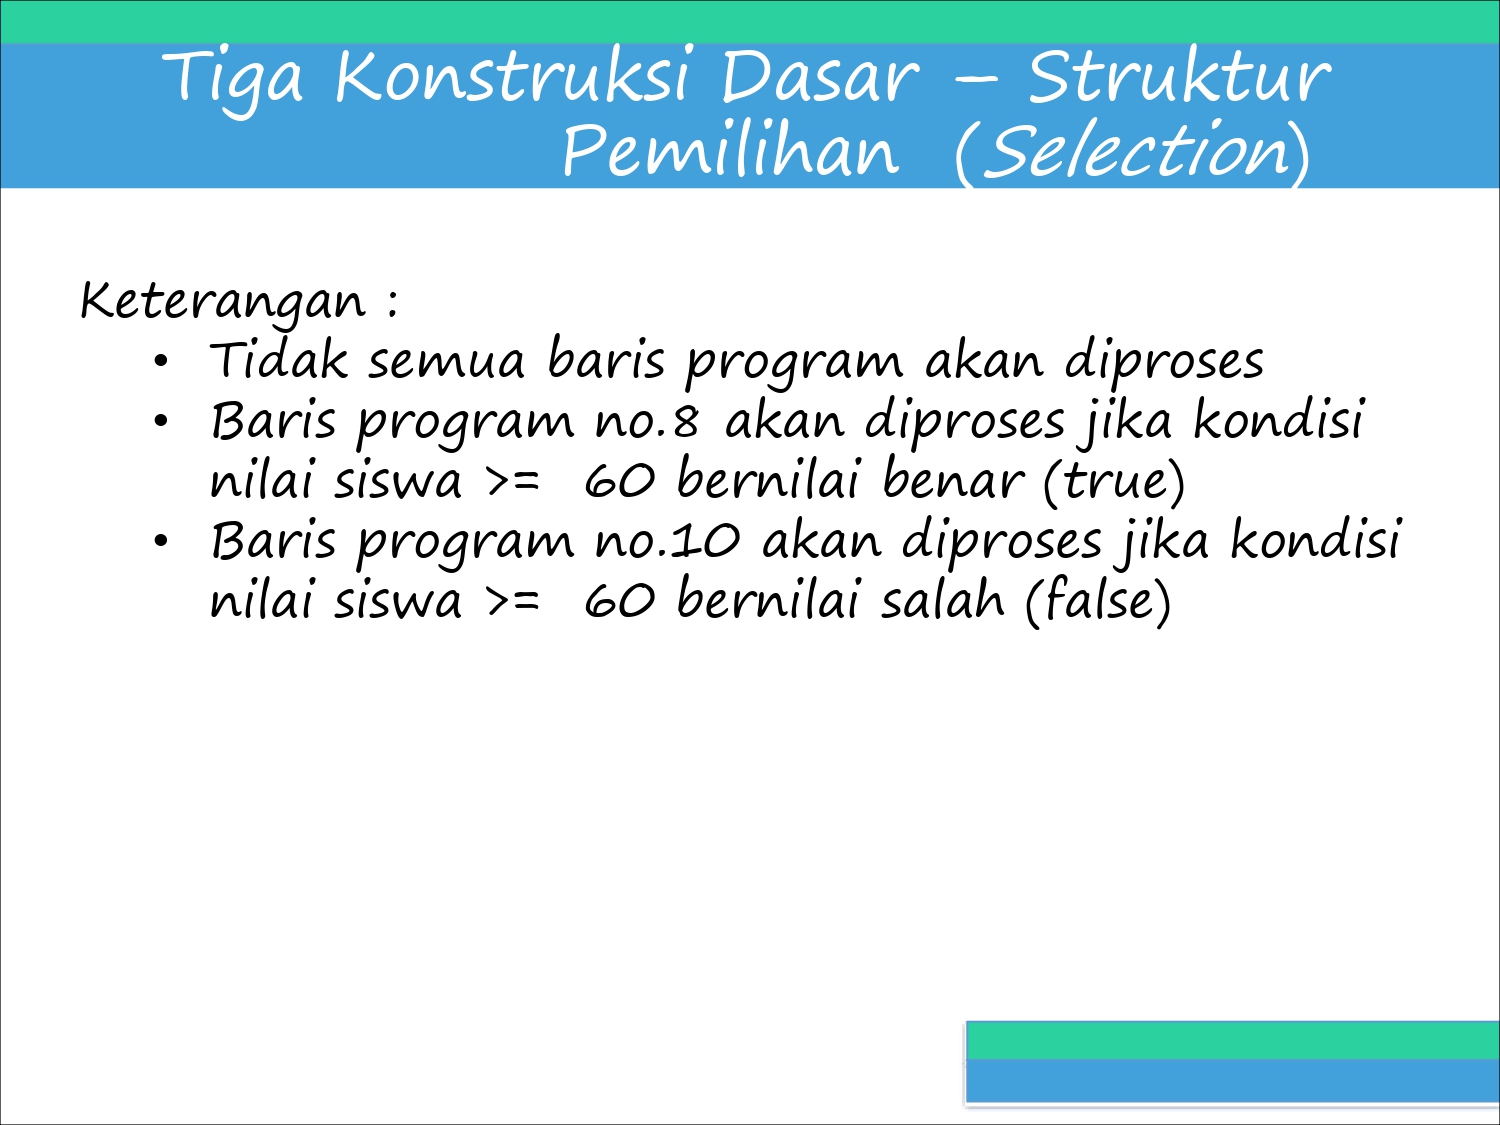 Tiga Konstruksi Dasar – Struktur
Pemilihan (Selection)
Keterangan :
• Tidak semua baris program akan diproses
• Baris program no.8 akan diproses jika kondisi
nilai siswa >= 60 bernilai benar (true)
• Baris program no.10 akan diproses jika kondisi
nilai siswa >= 60 bernilai salah (false)